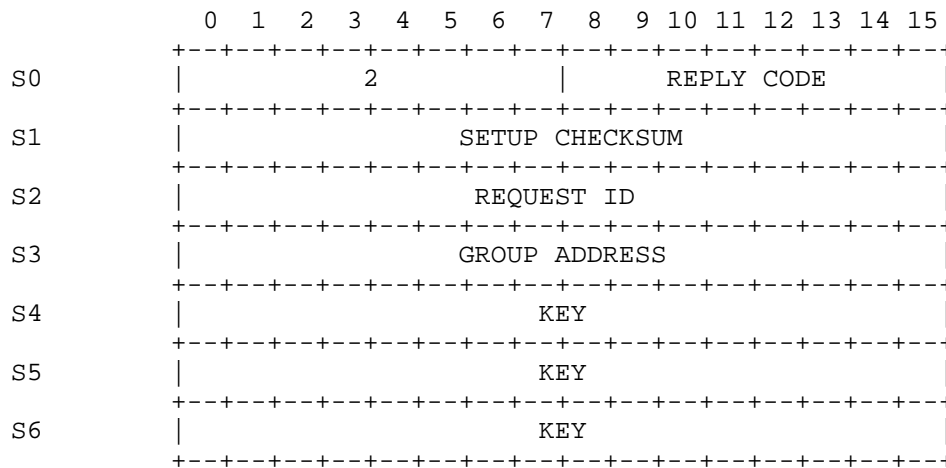 0 1 2 3 4 5 6 7 8 9 10 11 12 13 14 15
+--+--+--+--+--+--+--+--+--+--+--+--+--+--+--+--+
S0 | 2 | REPLY CODE |
+--+--+--+--+--+--+--+--+--+--+--+--+--+--+--+--+
S1 | SETUP CHECKSUM |
+--+--+--+--+--+--+--+--+--+--+--+--+--+--+--+--+
S2 | REQUEST ID |
+--+--+--+--+--+--+--+--+--+--+--+--+--+--+--+--+
S3 | GROUP ADDRESS |
+--+--+--+--+--+--+--+--+--+--+--+--+--+--+--+--+
S4 | KEY |
+--+--+--+--+--+--+--+--+--+--+--+--+--+--+--+--+
S5 | KEY |
+--+--+--+--+--+--+--+--+--+--+--+--+--+--+--+--+
S6 | KEY |
+--+--+--+--+--+--+--+--+--+--+--+--+--+--+--+--+